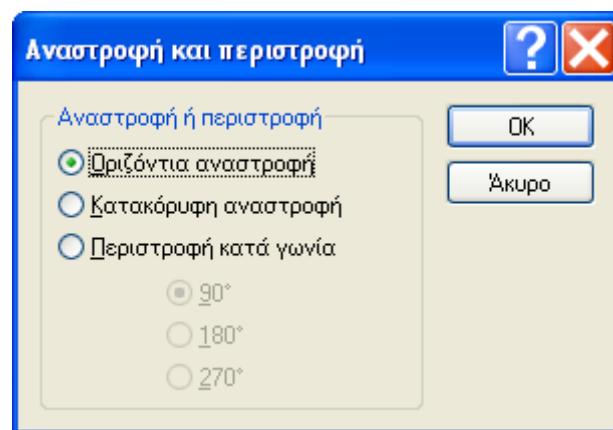 Αναστροφή και περιστροφή
Αναστροφή ή περιστροφή
Οριζόντια αναστροφή
Κατακόρυφη αναστροφή
Περιστροφή κατά γωνία
90°
180°
270°
OK
Άκυρο